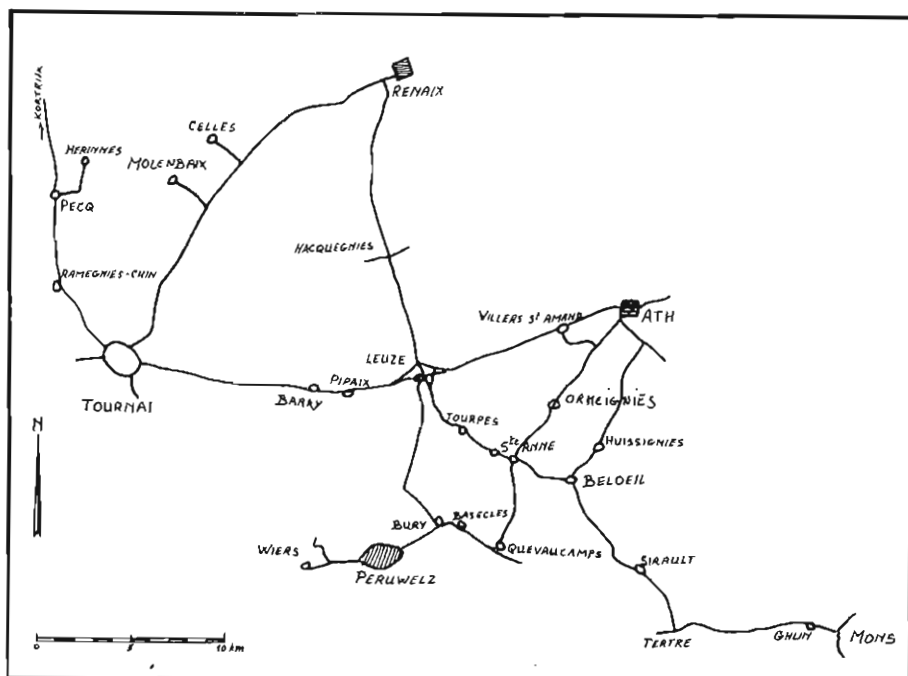 RENAIX
→ KORTRIJK
CELLES
HERINNES
MOLENBAIX
PECQ
HACQUEGNIES
RAMEGNIES-CHIN
VILLERS St AMAND
ATH
LEUZE
PIPAIX
BARRY
TOURNAI
ORMEIGNIES
TOURPES
N
Ste ANNE
HUISSIGNIES
BELOEIL
BURY
BASECLES
QUEVAUCAMPS
WIERS
PERUWELZ
SIRAULT
TERTRE
GHLIN
MONS
0 5 10 km